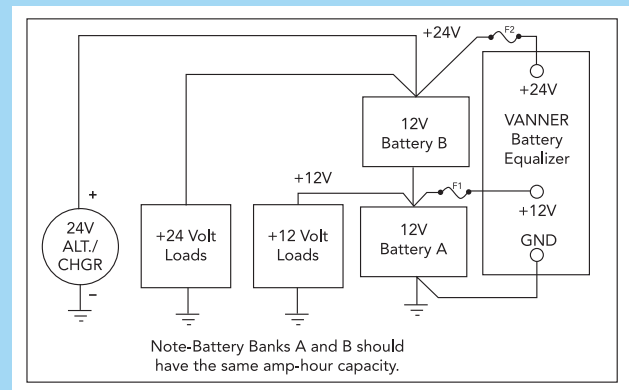 +24V
F2
+24V
VANNER
Battery
Equalizer
12V
Battery B
+12V
F1
+12V
+
24V
ALT./
CHGR
–
+24 Volt
Loads
+12 Volt
Loads
12V
Battery A
GND
Note-Battery Banks A and B should
have the same amp-hour capacity.